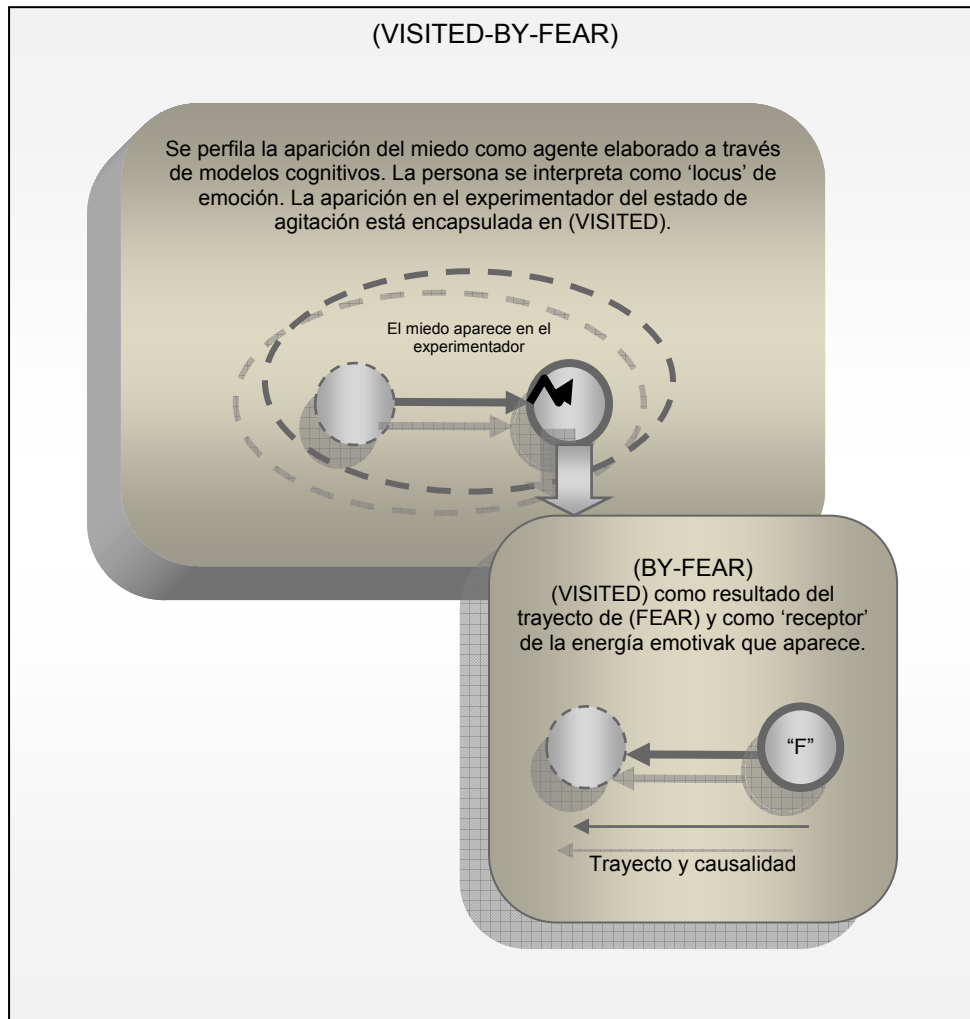 (VISITED-BY-FEAR)
Se perfila la aparición del miedo como agente elaborado a través
de modelos cognitivos. La persona se interpreta como ‘locus’ de
emoción. La aparición en el experimentador del estado de
agitación está encapsulada en (VISITED).
El miedo aparece en el
experimentador
(BY-FEAR)
(VISITED) como resultado del
trayecto de (FEAR) y como ‘receptor’
de la energía emotivak que aparece.
“F”
Trayecto y causalidad